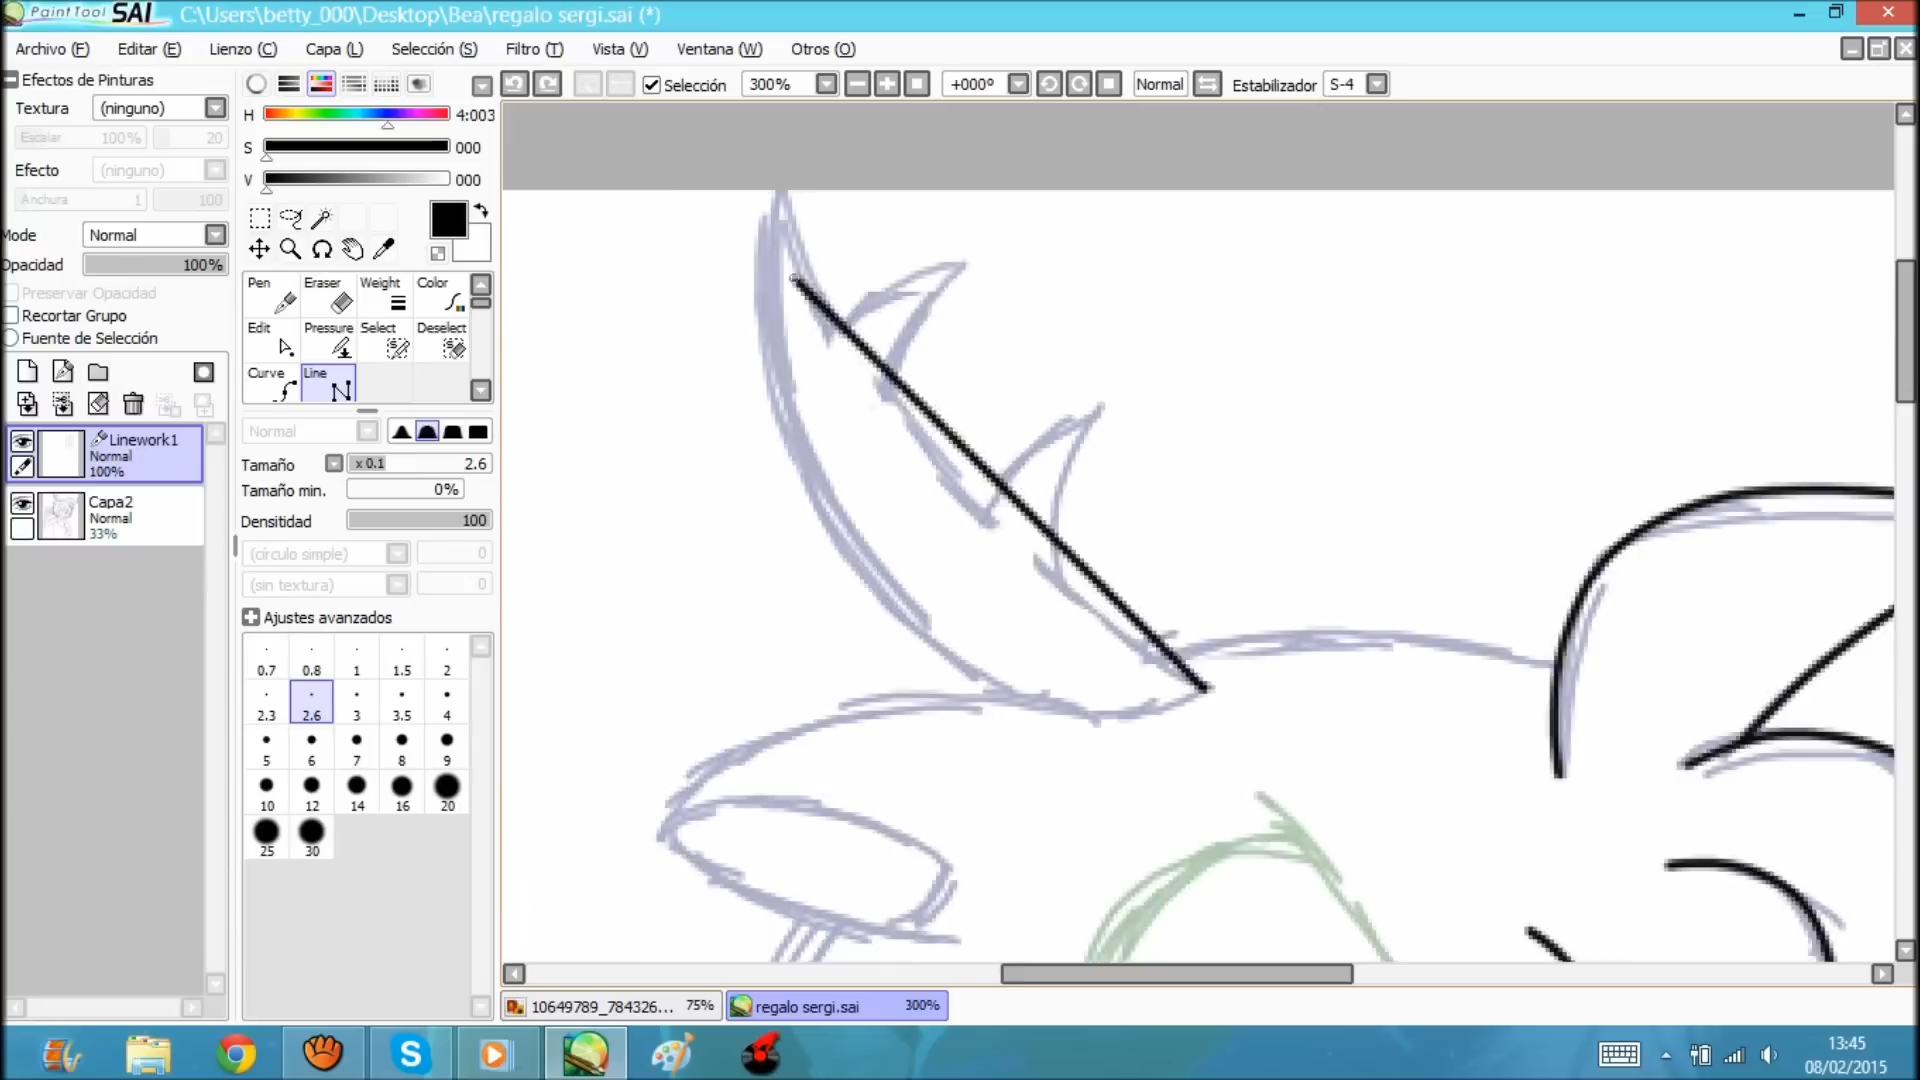 PaintTool SAI C:\Users\betty_000\Desktop\Bea\regalo sergi.sai (*)
Archivo (F) Editar (E) Lienzo (C) Capa (L) Selección (S) Filtro (T) Vista (V) Ventana (W) Otros (O)
Selección 300% +000º Normal Estabilizador S-4
Efectos de Pinturas
Textura (ninguno)
Escalar 100% 20
Efecto (ninguno)
Anchura 1 100
Mode Normal
Opacidad 100%
Preservar Opacidad
Recortar Grupo
Fuente de Selección
Linework1
Normal
100%
Capa2
Normal
33%
H 4:003
S 000
V 000
Pen Eraser Weight Color
Edit Pressure Select Deselect
Curve Line
Normal
Tamaño x 0.1 2.6
Tamaño min. 0%
Densitidad 100
(círculo simple) 0
(sin textura) 0
Ajustes avanzados
0.7 0.8 1 1.5 2
2.3 2.6 3 3.5 4
5 6 7 8 9
10 12 14 16 20
25 30
10649789_784326... 75% regalo sergi.sai 300%
13:45
08/02/2015